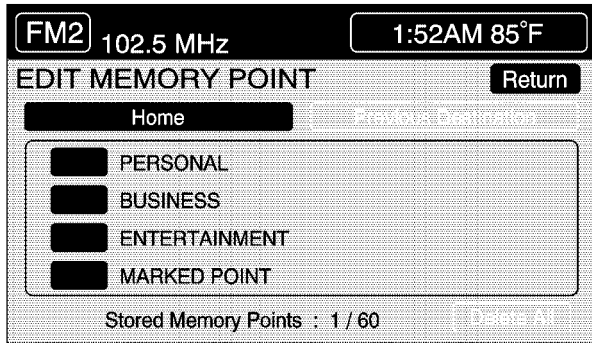 FM2 102.5 MHz 1:52AM 85°F
EDIT MEMORY POINT Return
Home Previous Destination
PERSONAL
BUSINESS
ENTERTAINMENT
MARKED POINT
Stored Memory Points : 1 / 60 Delete All